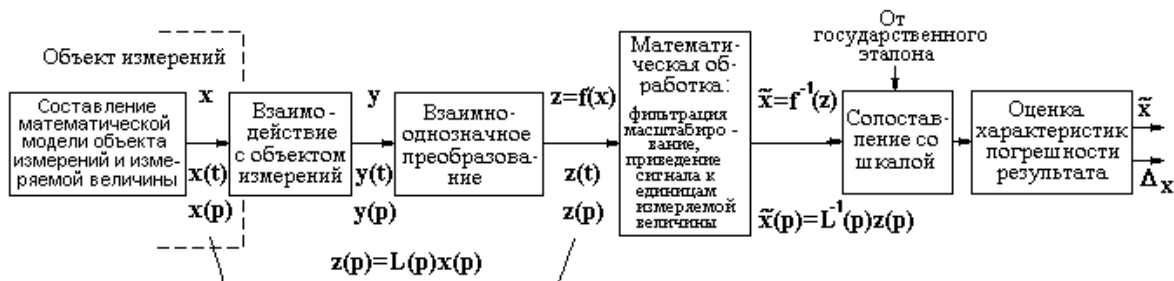 Объект измерений
Составление
математической
модели объекта
измерений и изме-
ряемой величины
x
x(t)
x(p)
Взаимо-
действие
с объектом
измерений
y
y(t)
y(p)
Взаимно-
однозначное
преобразова-
ние
z=f(x)
z(t)
z(p)
z(p)=L(p)x(p)
Математи-
ческая об-
работка:
фильтрация
масштабиро-
вание,
приведение
сигнала к
единицам
измеряемой
величины
x̃=f⁻¹(z)
x̃(p)=L⁻¹(p)z(p)
От
государственного
эталона
Сопостав-
ление со
шкалой
Оценка
характеристик
погрешности
результата
x̃
Δx